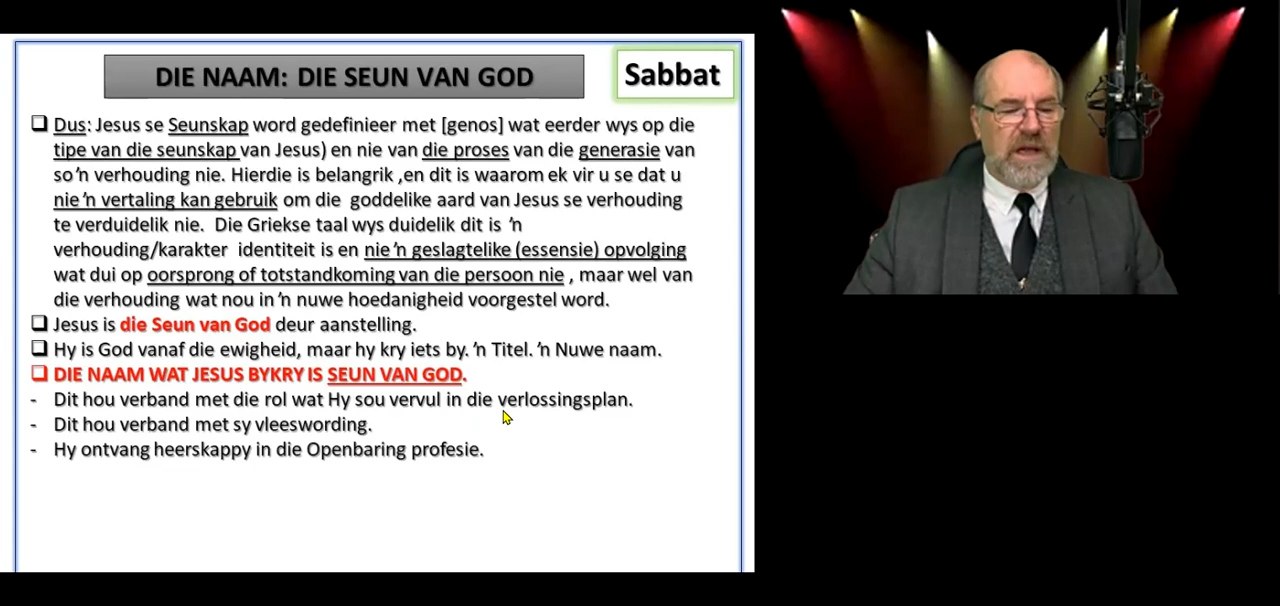 DIE NAAM: DIE SEUN VAN GOD
Sabbat
❑ Dus: Jesus se Seunskap word gedefinieer met [genos] wat eerder wys op die
tipe van die seunskap van Jesus) en nie van die proses van die generasie van
so'n verhouding nie. Hierdie is belangrik ,en dit is waarom ek vir u se dat u
nie 'n vertaling kan gebruik om die goddelike aard van Jesus se verhouding
te verduidelik nie. Die Griekse taal wys duidelik dit is 'n
verhouding/karakter identiteit is en nie 'n geslagtelike (essensie) opvolging
wat dui op oorsprong of totstandkoming van die persoon nie , maar wel van
die verhouding wat nou in 'n nuwe hoedanigheid voorgestel word.
❑ Jesus is die Seun van God deur aanstelling.
❑ Hy is God vanaf die ewigheid, maar hy kry iets by. 'n Titel. 'n Nuwe naam.
❑ DIE NAAM WAT JESUS BYKRY IS SEUN VAN GOD.
- Dit hou verband met die rol wat Hy sou vervul in die verlossingsplan.
- Dit hou verband met sy vleeswording.
- Hy ontvang heerskappy in die Openbaring profesie.